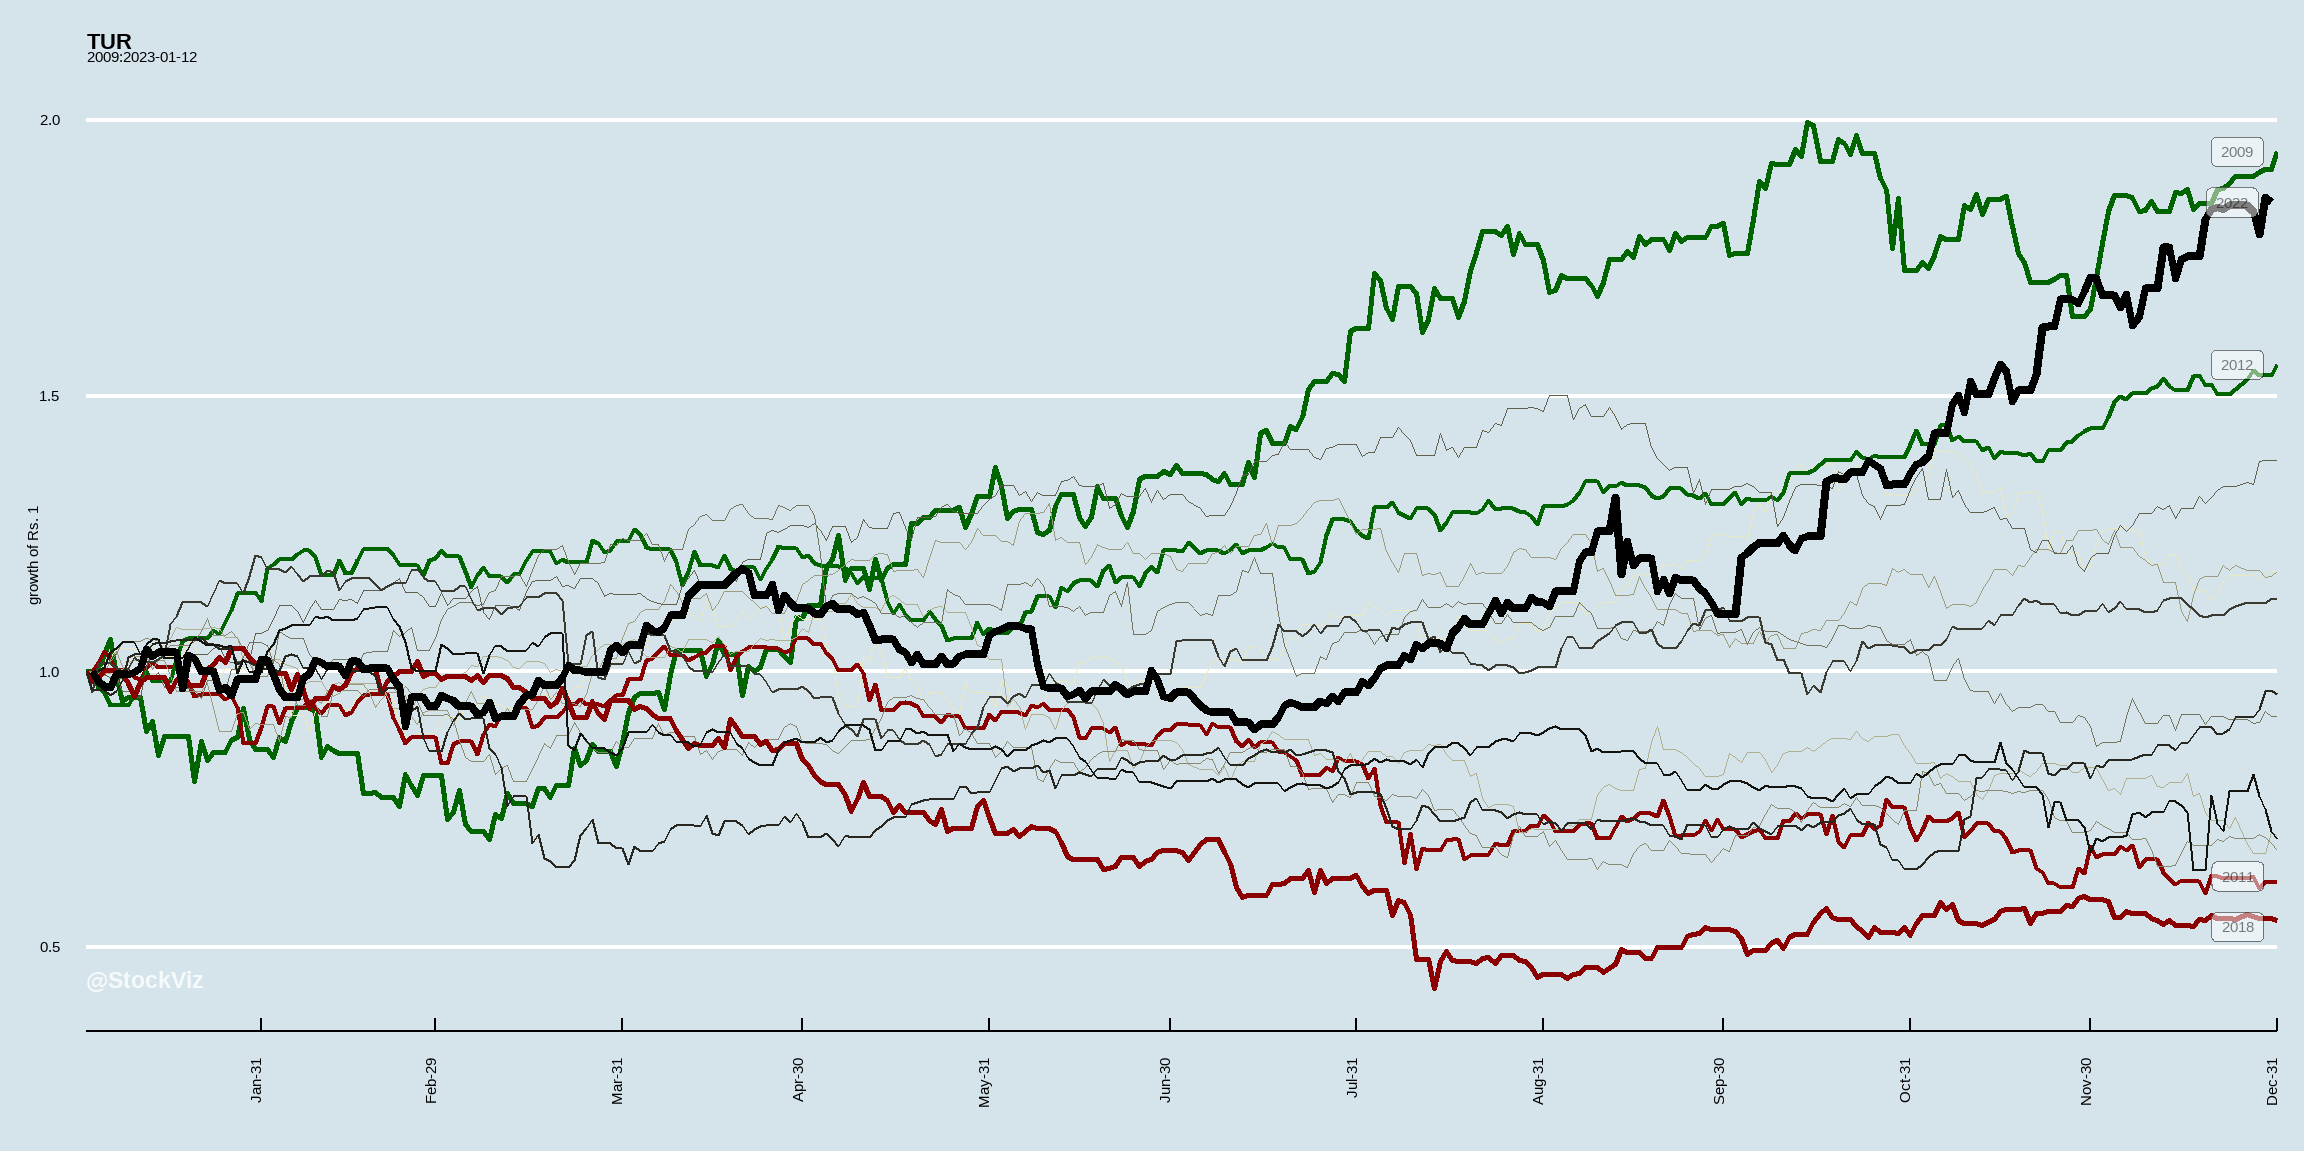 TUR
2009:2023-01-12
2.0
1.5
1.0
0.5
growth of Rs. 1
2009
2022
2012
2011
2018
@StockViz
Jan-31
Feb-29
Mar-31
Apr-30
May-31
Jun-30
Jul-31
Aug-31
Sep-30
Oct-31
Nov-30
Dec-31